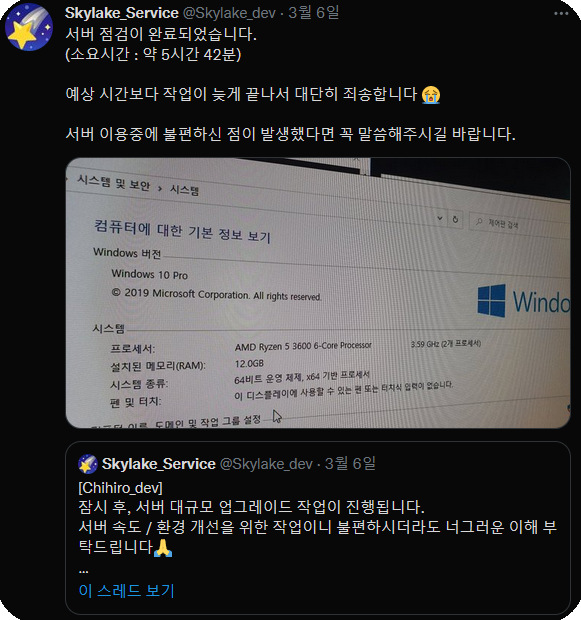 Skylake_Service @Skylake_dev · 3월 6일
서버 점검이 완료되었습니다.
(소요시간 : 약 5시간 42분)
예상 시간보다 작업이 늦게 끝나서 대단히 죄송합니다 😭
서버 이용중에 불편하신 점이 발생했다면 꼭 말씀해주시길 바랍니다.
시스템 및 보안 › 시스템
제어판 검색
컴퓨터에 대한 기본 정보 보기
Windows 버전
Windows 10 Pro
© 2019 Microsoft Corporation. All rights reserved.
Windo
시스템
프로세서: AMD Ryzen 5 3600 6-Core Processor 3.59 GHz (2개 프로세서)
설치된 메모리(RAM): 12.0GB
시스템 종류: 64비트 운영 체제, x64 기반 프로세서
펜 및 터치: 이 디스플레이에 사용할 수 있는 펜 또는 터치식 입력이 없습니다.
컴퓨터 이름, 도메인 및 작업 그룹 설정
Skylake_Service @Skylake_dev · 3월 6일
[Chihiro_dev]
잠시 후, 서버 대규모 업그레이드 작업이 진행됩니다.
서버 속도 / 환경 개선을 위한 작업이니 불편하시더라도 너그러운 이해 부
탁드립니다🙏
...
이 스레드 보기